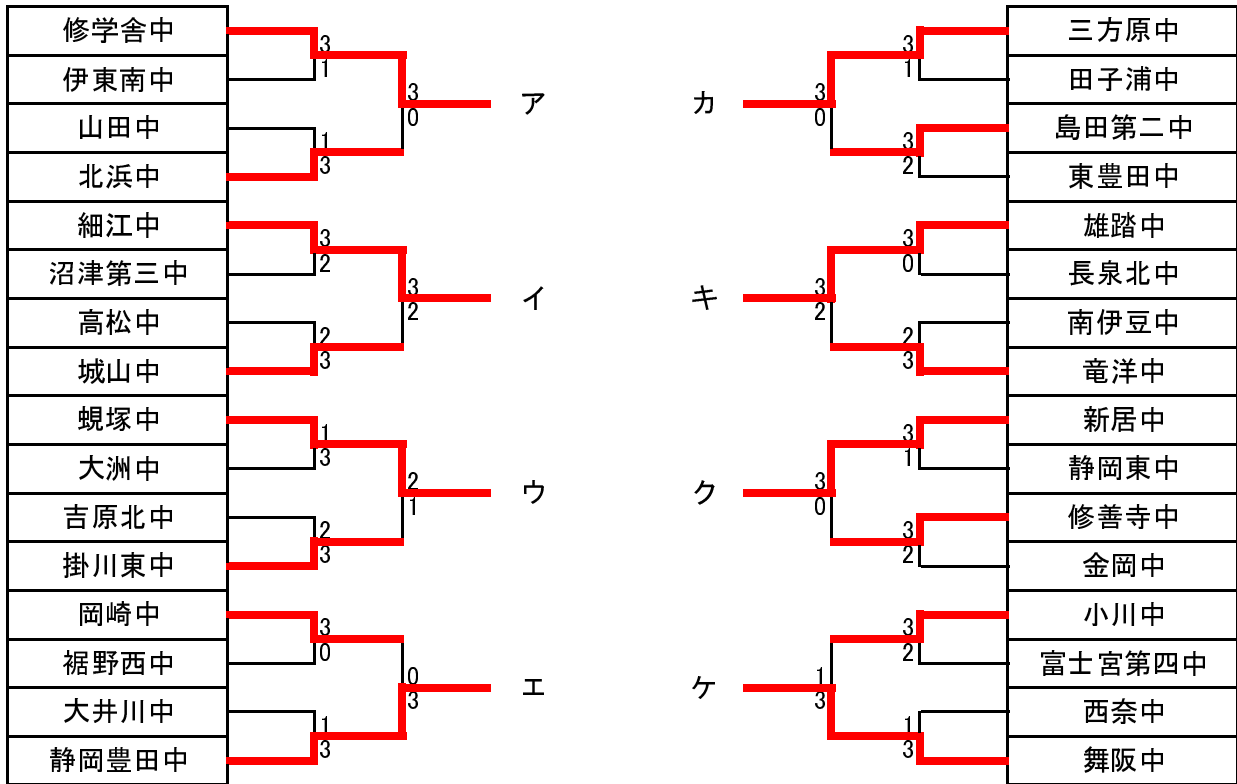 修学舎中
伊東南中
山田中
北浜中
細江中
沼津第三中
高松中
城山中
蜆塚中
大洲中
吉原北中
掛川東中
岡崎中
裾野西中
大井川中
静岡豊田中
3
1
1
3
3
2
2
3
1
3
2
3
3
0
1
3
3
0
3
2
2
1
0
3
ア
イ
ウ
エ
カ
キ
ク
ケ
3
0
3
2
3
0
1
3
3
1
3
2
3
0
2
3
3
1
3
2
3
2
1
3
三方原中
田子浦中
島田第二中
東豊田中
雄踏中
長泉北中
南伊豆中
竜洋中
新居中
静岡東中
修善寺中
金岡中
小川中
富士宮第四中
西奈中
舞阪中